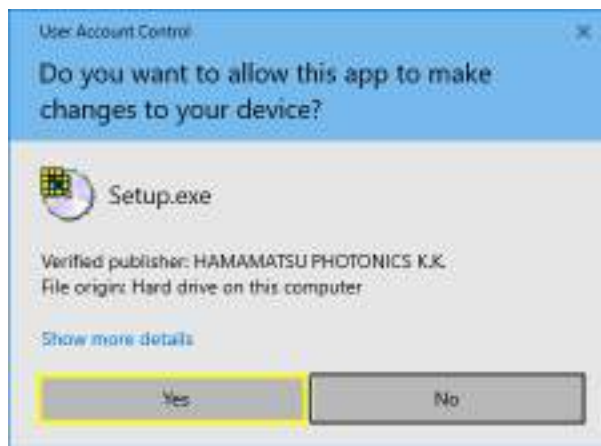 User Account Control
Do you want to allow this app to make
changes to your device?
Setup.exe
Verified publisher: HAMAMATSU PHOTONICS K.K.
File origin: Hard drive on this computer
Show more details
Yes
No